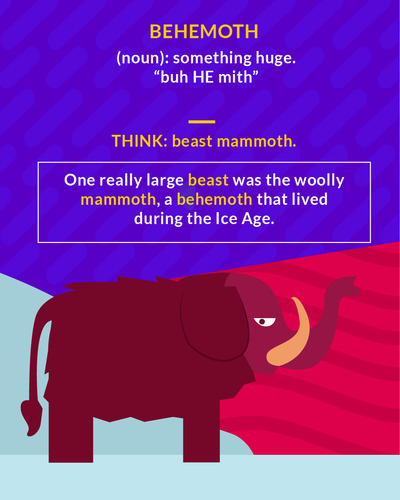 BEHEMOTH
(noun): something huge.
“buh HE mith”
THINK: beast mammoth.
One really large beast was the woolly
mammoth, a behemoth that lived
during the Ice Age.